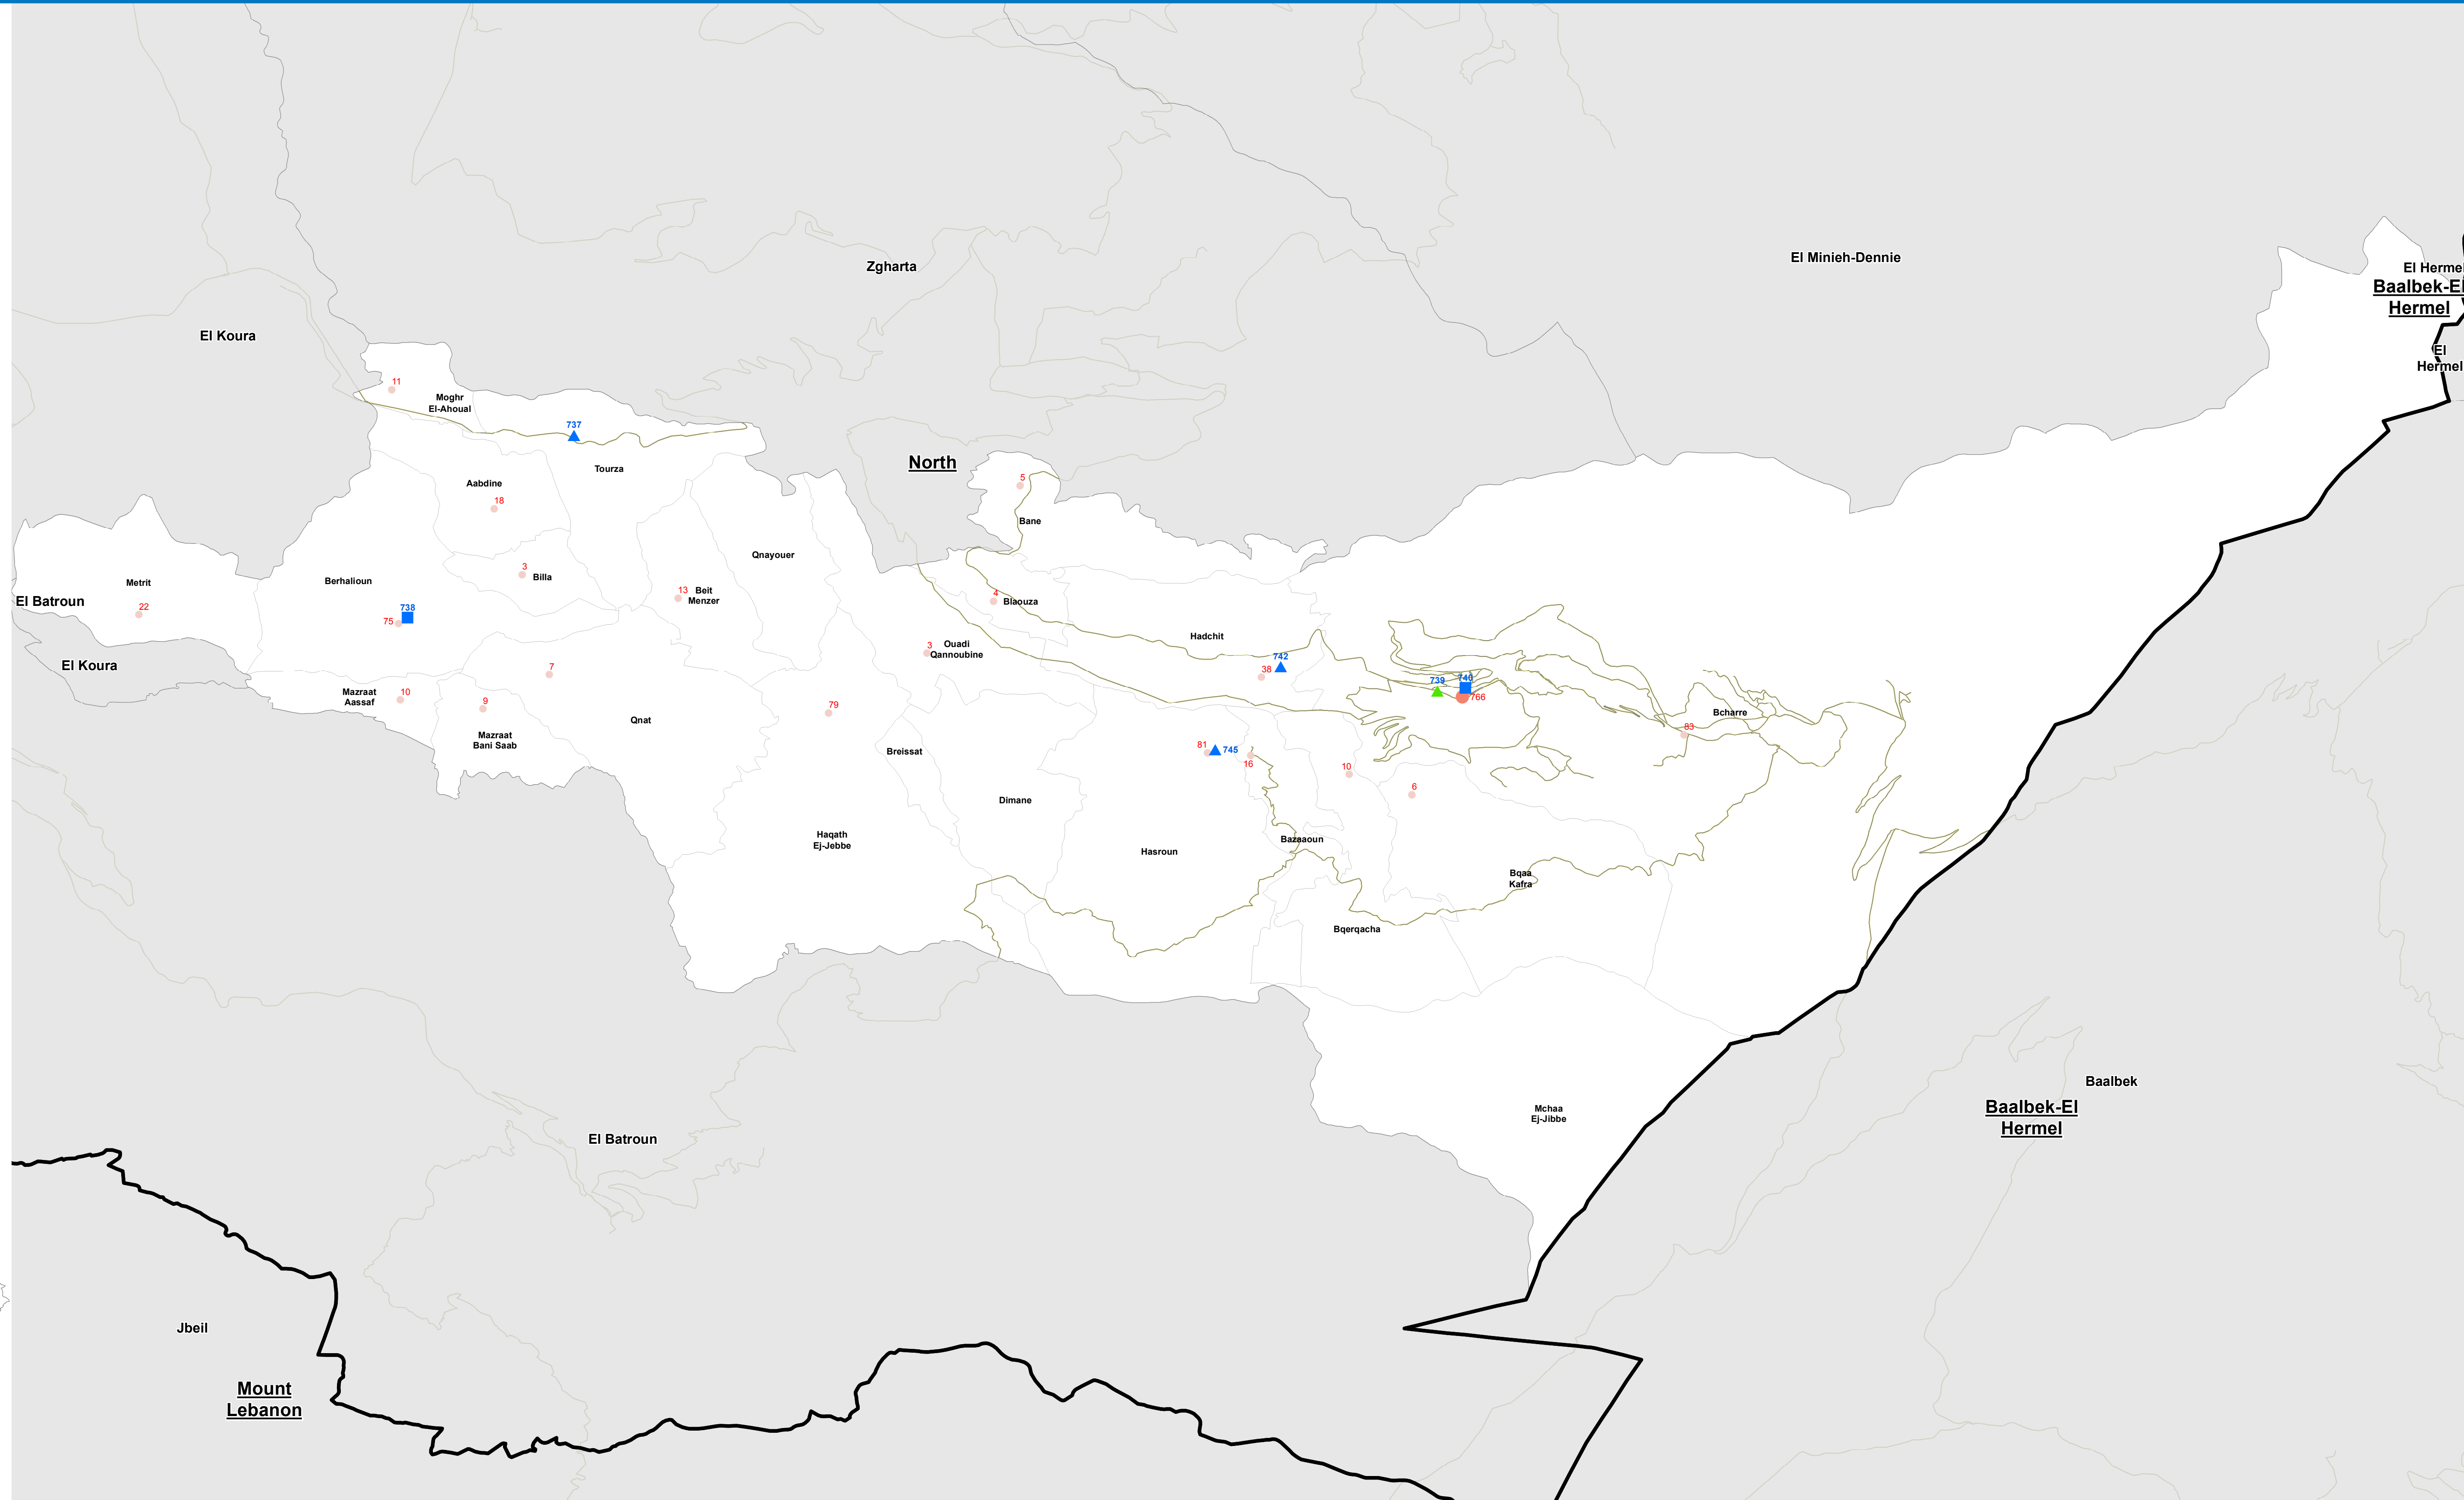 El Minieh-Dennie
Zgharta
El Hermel
Baalbek-El
Hermel
El Koura
El
Hermel
11
Moghr
El-Ahoual
737
Tourza
North
Aabdine
18
5
Bane
Qnayouer
3
Billa
Metrit
Berhalioun
El Batroun
22
738
75
13
Beit
Menzer
4
Blaouza
Hadchit
3
Ouadi
Qannoubine
742
38
El Koura
7
Mazraat
Aassaf
10
9
Qnat
79
739
740
766
Bcharre
83
Mazraat
Bani Saab
Breissat
81
745
16
10
6
Dimane
Haqath
Ej-Jebbe
Hasroun
Bazaaoun
Bqaa
Kafra
Bqerqacha
Baalbek
Baalbek-El
Hermel
Mchaa
Ej-Jibbe
El Batroun
Jbeil
Mount
Lebanon